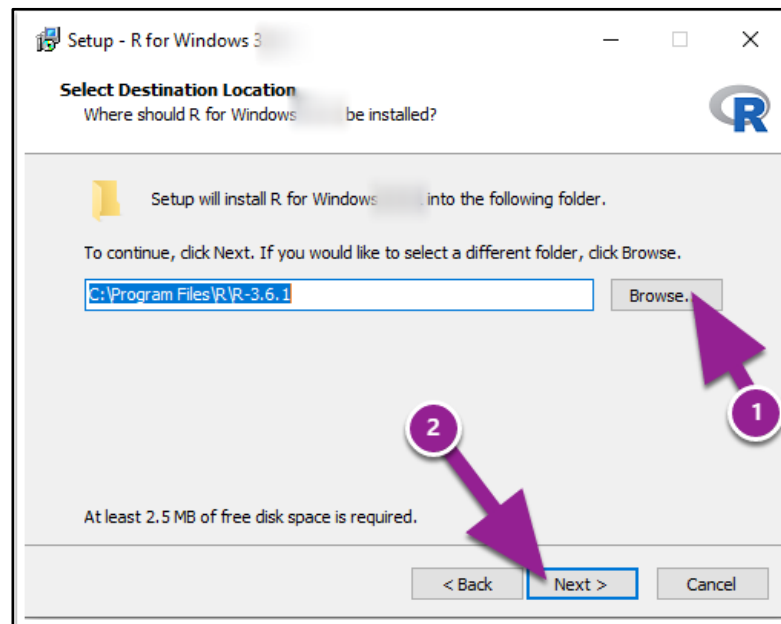 Setup - R for Windows 3
Select Destination Location
Where should R for Windows be installed?
R
Setup will install R for Windows into the following folder.
To continue, click Next. If you would like to select a different folder, click Browse.
C:\Program Files\R\R-3.6.1
Browse...
1
2
At least 2.5 MB of free disk space is required.
< Back Next > Cancel